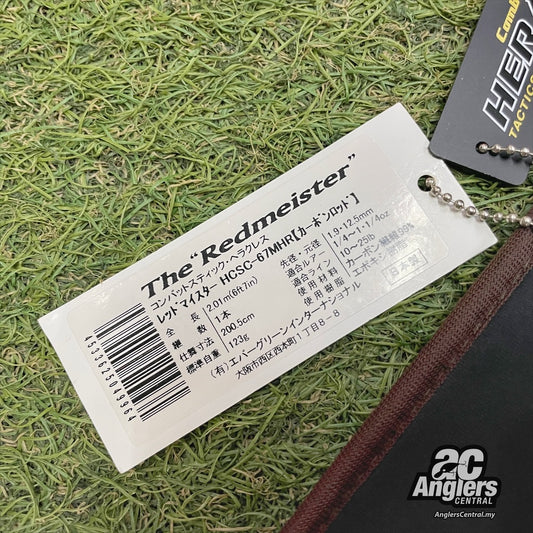 The "Redmeister"
コンバットスティック・ヘラクレス
レッド・マイスター HCSC-67MHR【カーボンロッド】
全長 2.01m(6ft.7in)
継数 1本
仕舞寸法 200.5cm
標準自重 123g
先径・元径 1.9・12.5mm
適合ルアー 1/4~1・1/4oz
適合ライン 10~25lb
使用材料 カーボン繊維99%
使用樹脂 エポキシ樹脂
日本製
(有)エバーグリーンインターナショナル
大阪市西区西本町1丁目8-8
Comb
HER
TACTICS
AC
Anglers
CENTRAL
AnglersCentral.my